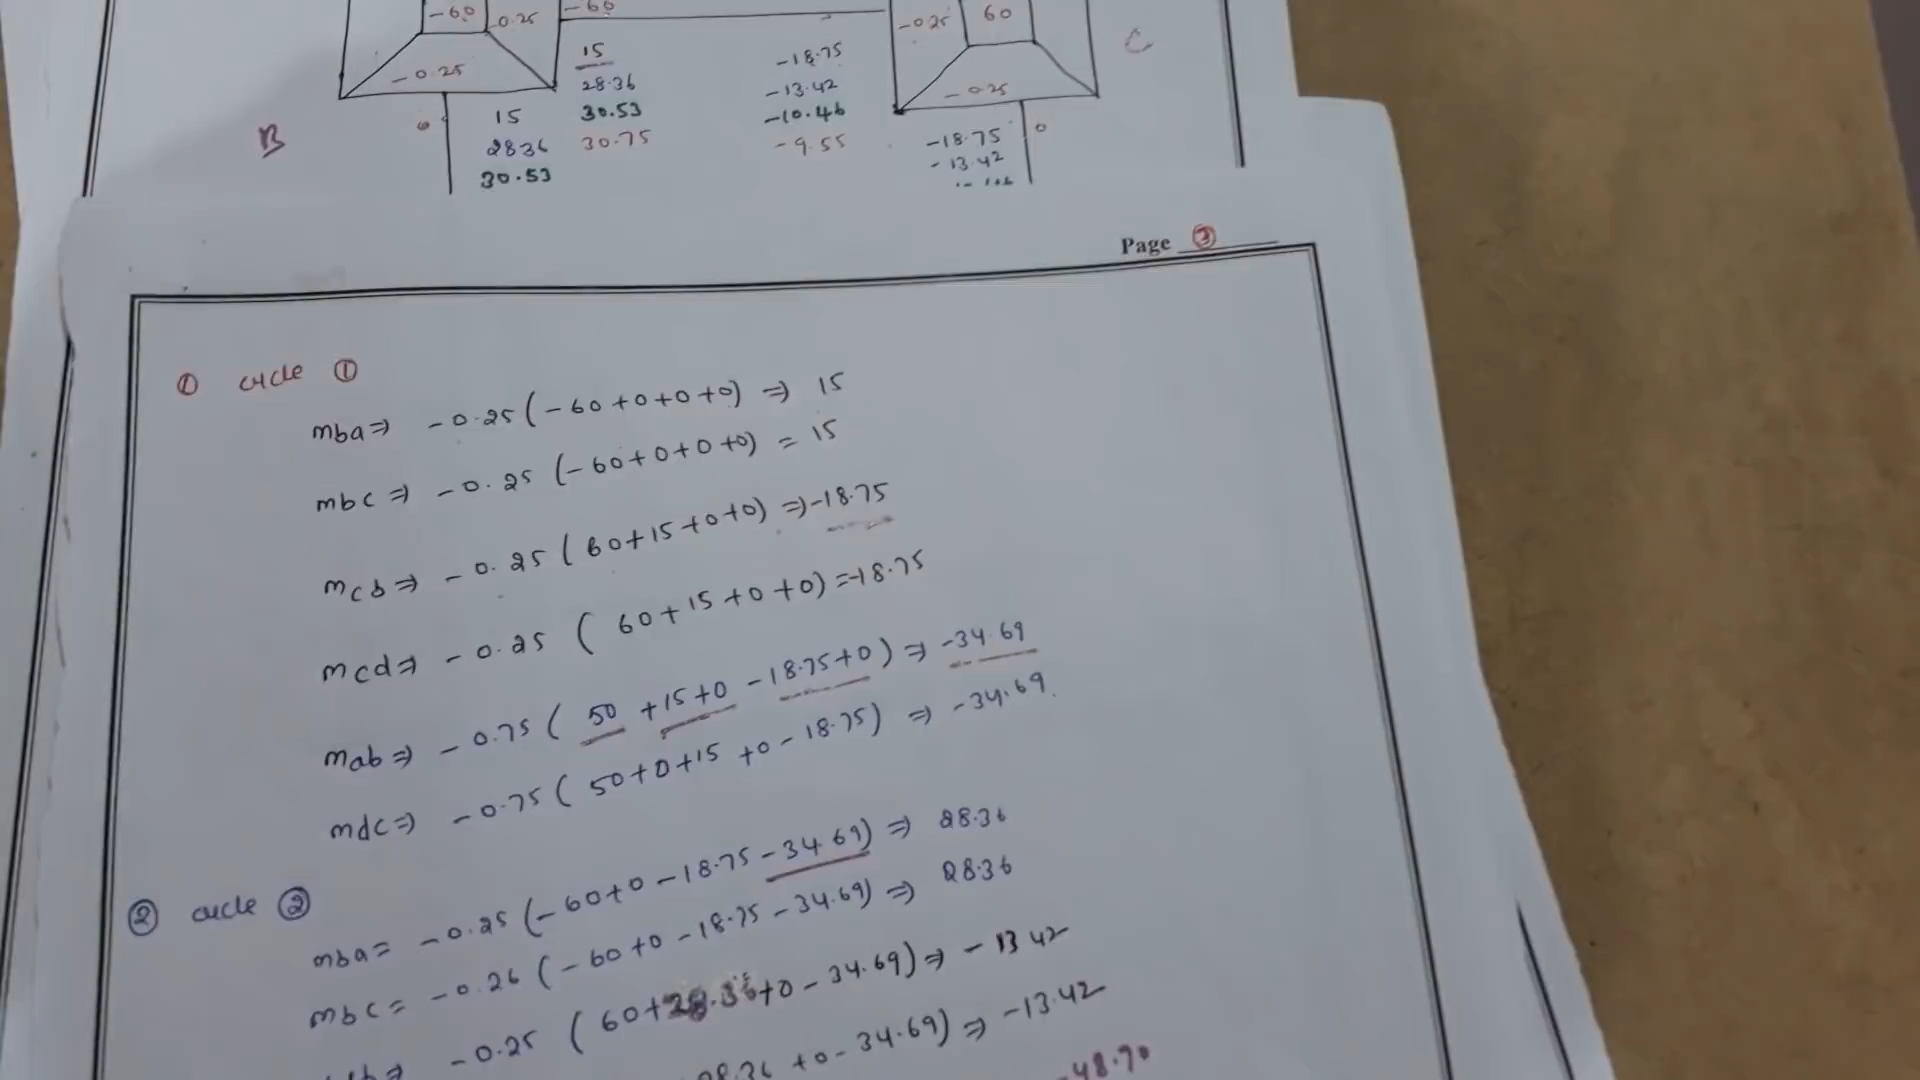 -60 -0.25 -60 -0.25 60
-0.25 15 -18.75 C
28.36 -13.42 -0.25
B 0 15 30.53 -10.46
2836 30.75 -9.55 -18.75 0
30.53 -13.42
Page 3
① cycle ①
mba⇒ -0.25(-60+0+0+0) ⇒ 15
mbc ⇒ -0.25 (-60+0+0+0) = 15
mcb ⇒ -0.25 (60+15+0+0) ⇒-18.75
mcd⇒ -0.25 ( 60+15+0+0) =-18.75
mab⇒ -0.75 ( 50 +15+0 -18.75+0) ⇒ -34.69
mdc⇒ -0.75 ( 50+0+15 +0-18.75) ⇒ -34.69.
② cycle ②
mba= -0.25 (-60+0-18.75-34.69) ⇒ 28.36
mbc= -0.26 (-60+0-18.75-34.69) ⇒ 28.36
-0.25 (60+28.36+0-34.69)⇒ -13 42
+0-34.69) ⇒ -13.42
-48.70